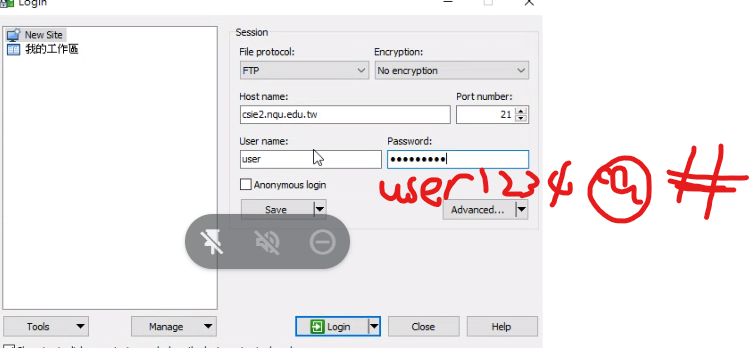 Login
New Site
我的工作區
Session
File protocol:
Encryption:
FTP
No encryption
Host name:
Port number:
csie2.nqu.edu.tw
21
User name:
Password:
user
●●●●●●●●●
Anonymous login
user1234@#
Save
Advanced...
Tools
Manage
Login
Close
Help